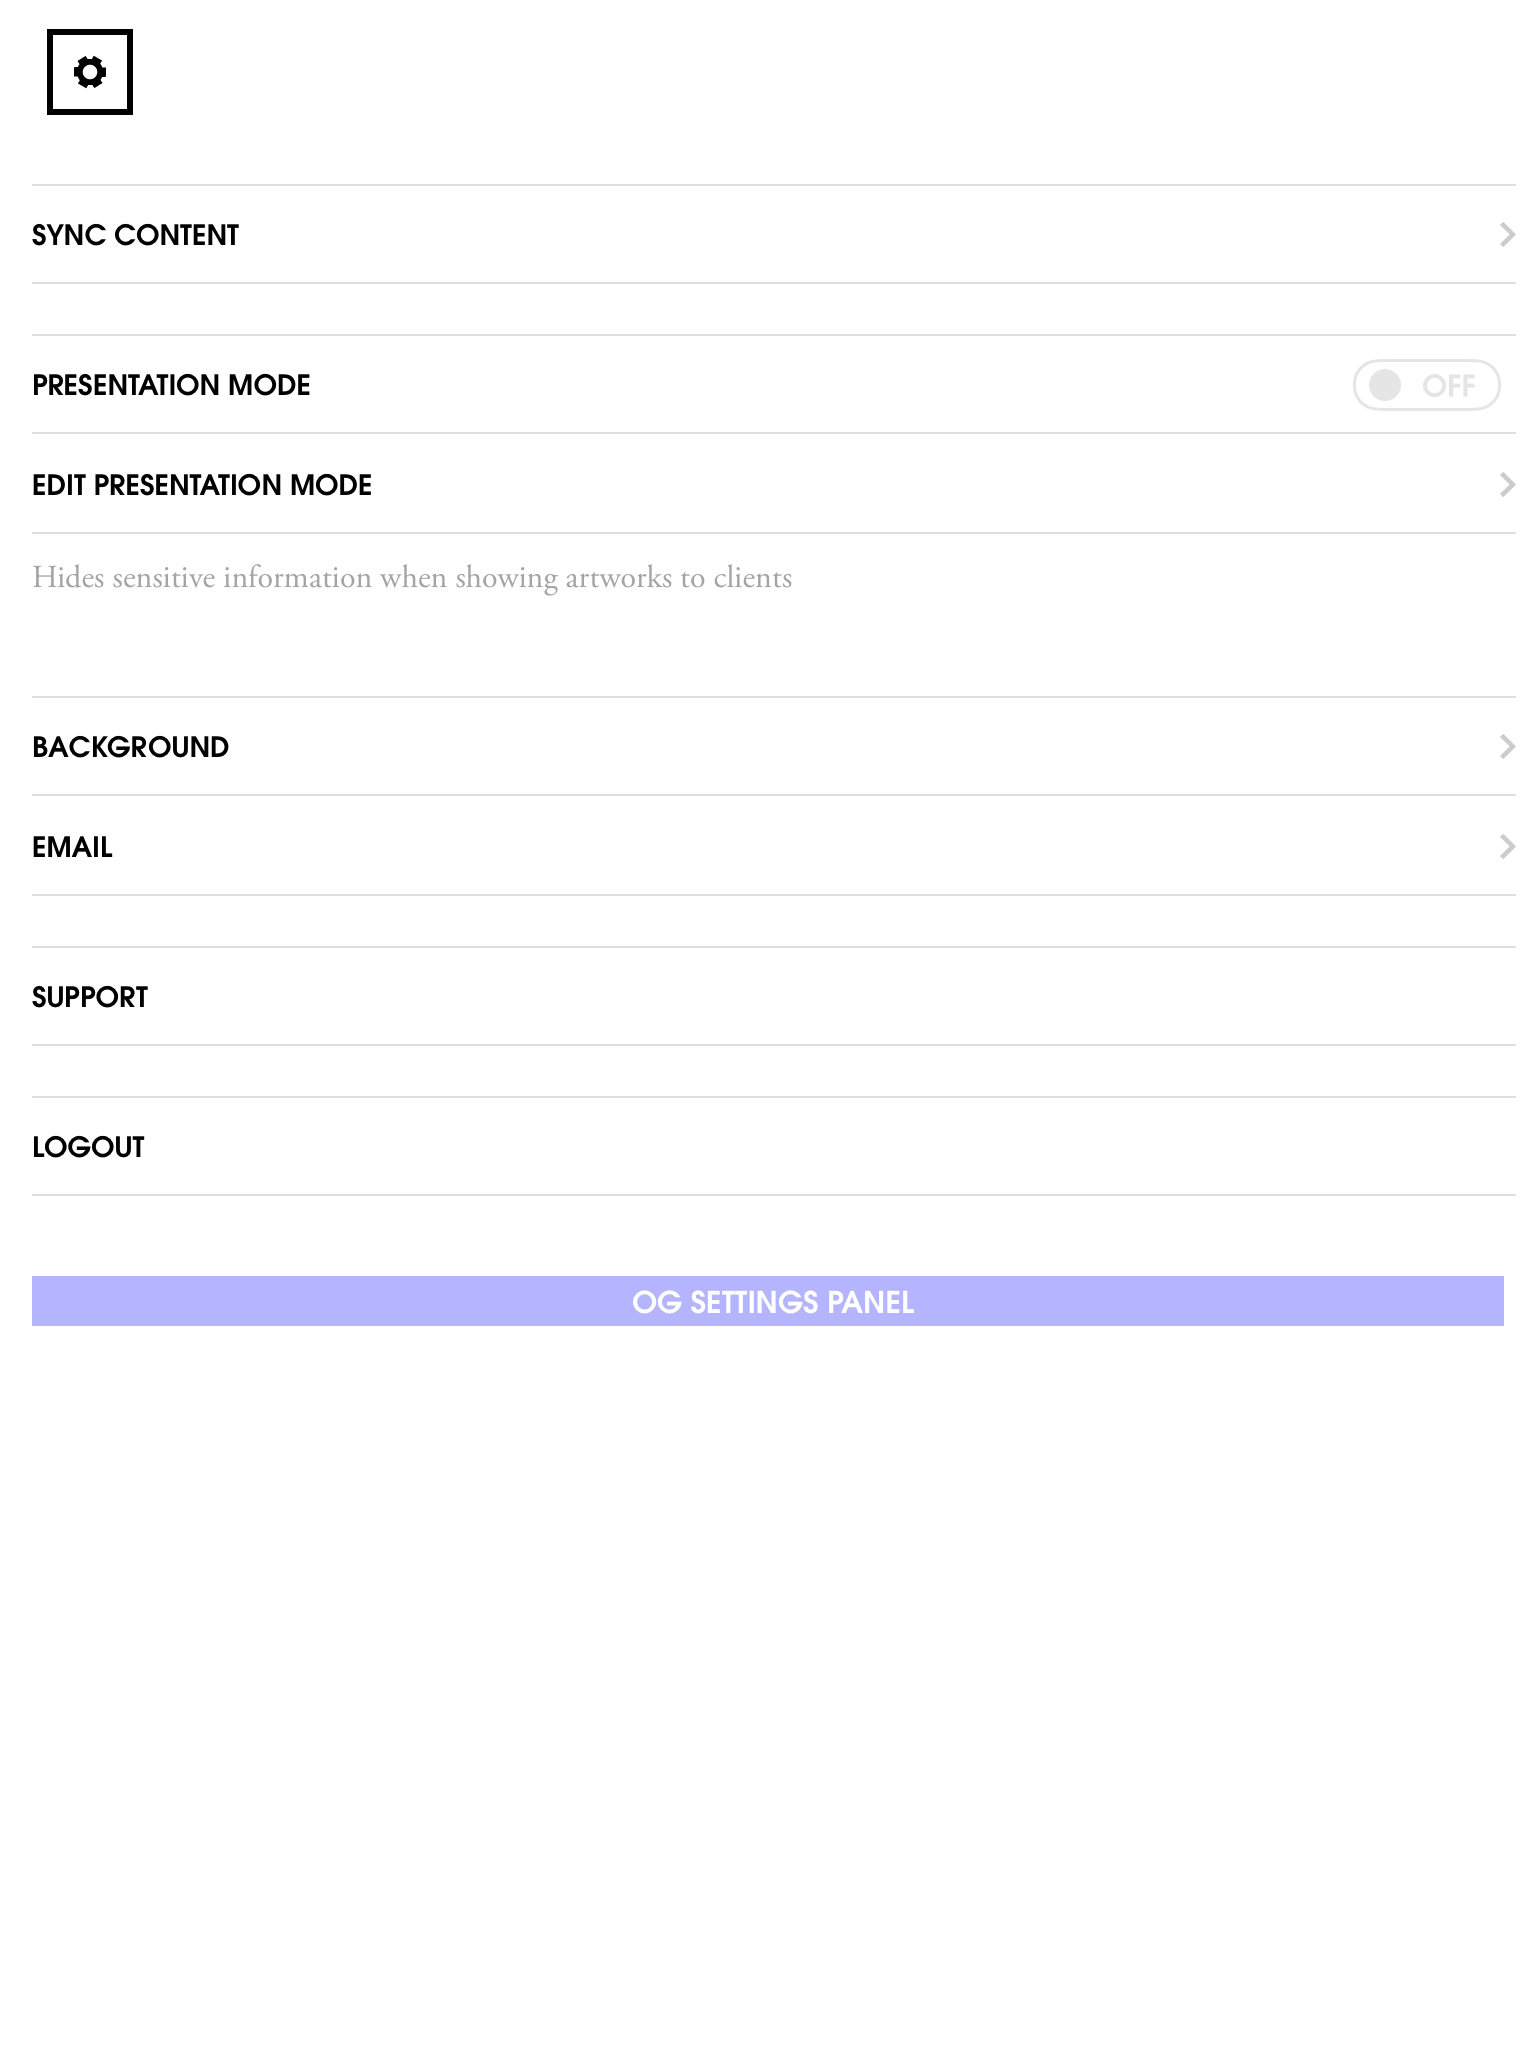 SYNC CONTENT
PRESENTATION MODE
OFF
EDIT PRESENTATION MODE
Hides sensitive information when showing artworks to clients
BACKGROUND
EMAIL
SUPPORT
LOGOUT
OG SETTINGS PANEL